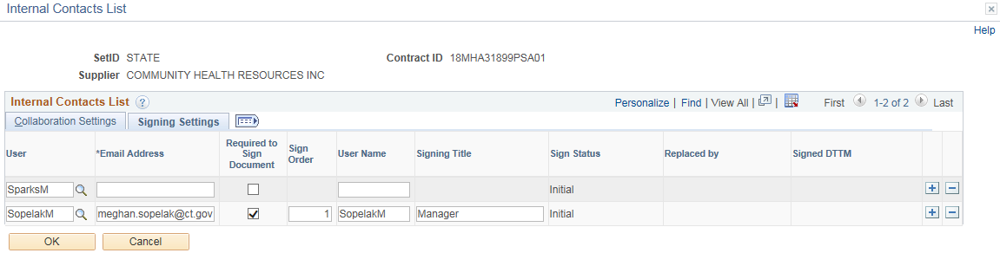 Internal Contacts List
Help
SetID STATE Contract ID 18MHA31899PSA01
Supplier COMMUNITY HEALTH RESOURCES INC
Internal Contacts List ? Personalize | Find | View All | | First 1-2 of 2 Last
Collaboration Settings Signing Settings
User *Email Address Required to Sign Document Sign Order User Name Signing Title Sign Status Replaced by Signed DTTM
SparksM Initial
SopelakM meghan.sopelak@ct.gov 1 SopelakM Manager Initial
OK Cancel